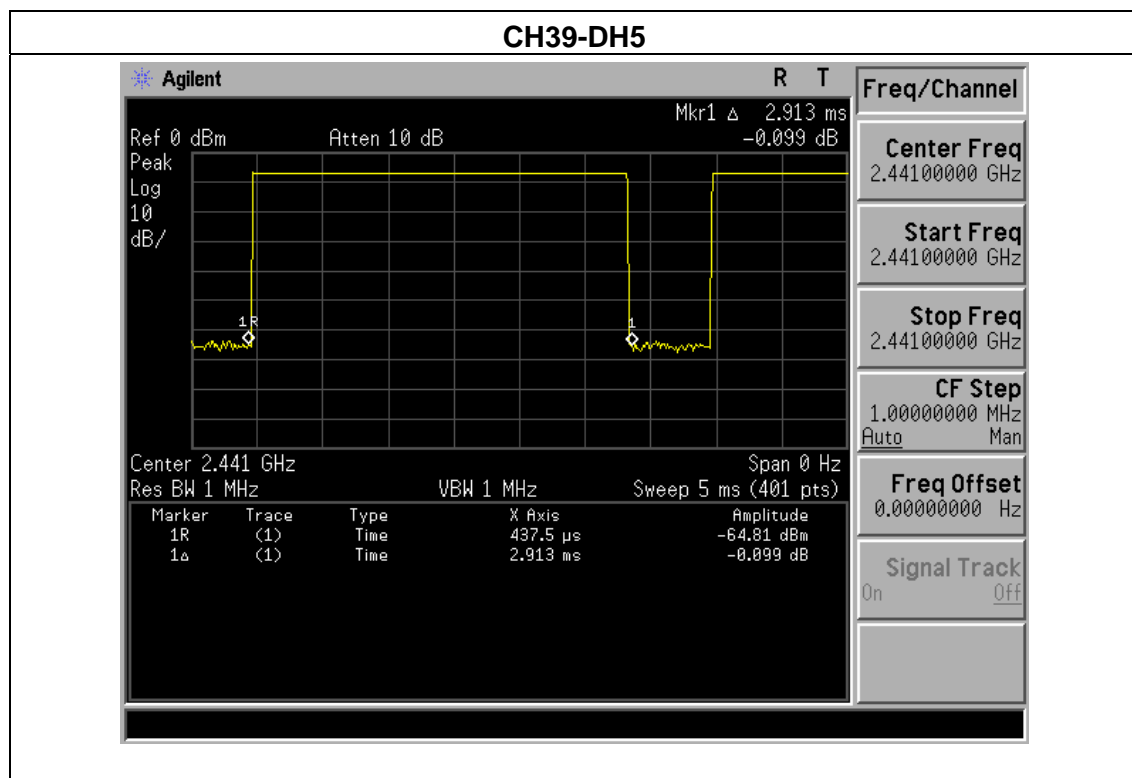 CH39-DH5
Agilent R T
Mkr1 Δ 2.913 ms
Ref 0 dBm Atten 10 dB -0.099 dB
Peak
Log
10
dB/
1R
1
Center 2.441 GHz Span 0 Hz
Res BW 1 MHz VBW 1 MHz Sweep 5 ms (401 pts)
Marker Trace Type X Axis Amplitude
1R (1) Time 437.5 µs -64.81 dBm
1Δ (1) Time 2.913 ms -0.099 dB
Freq/Channel
Center Freq
2.44100000 GHz
Start Freq
2.44100000 GHz
Stop Freq
2.44100000 GHz
CF Step
1.00000000 MHz
Auto Man
Freq Offset
0.00000000 Hz
Signal Track
On Off